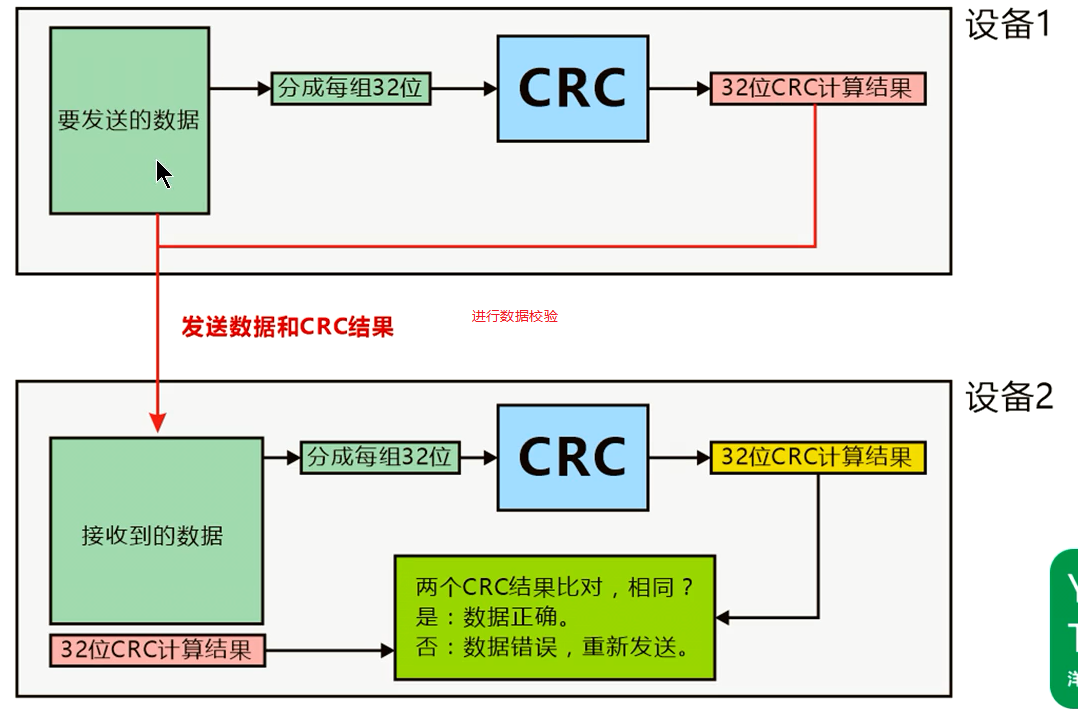 设备1
要发送的数据
分成每组32位
CRC
32位CRC计算结果
发送数据和CRC结果
进行数据校验
设备2
接收到的数据
分成每组32位
CRC
32位CRC计算结果
两个CRC结果比对，相同？
是：数据正确。
否：数据错误，重新发送。
32位CRC计算结果
Y
T
洋